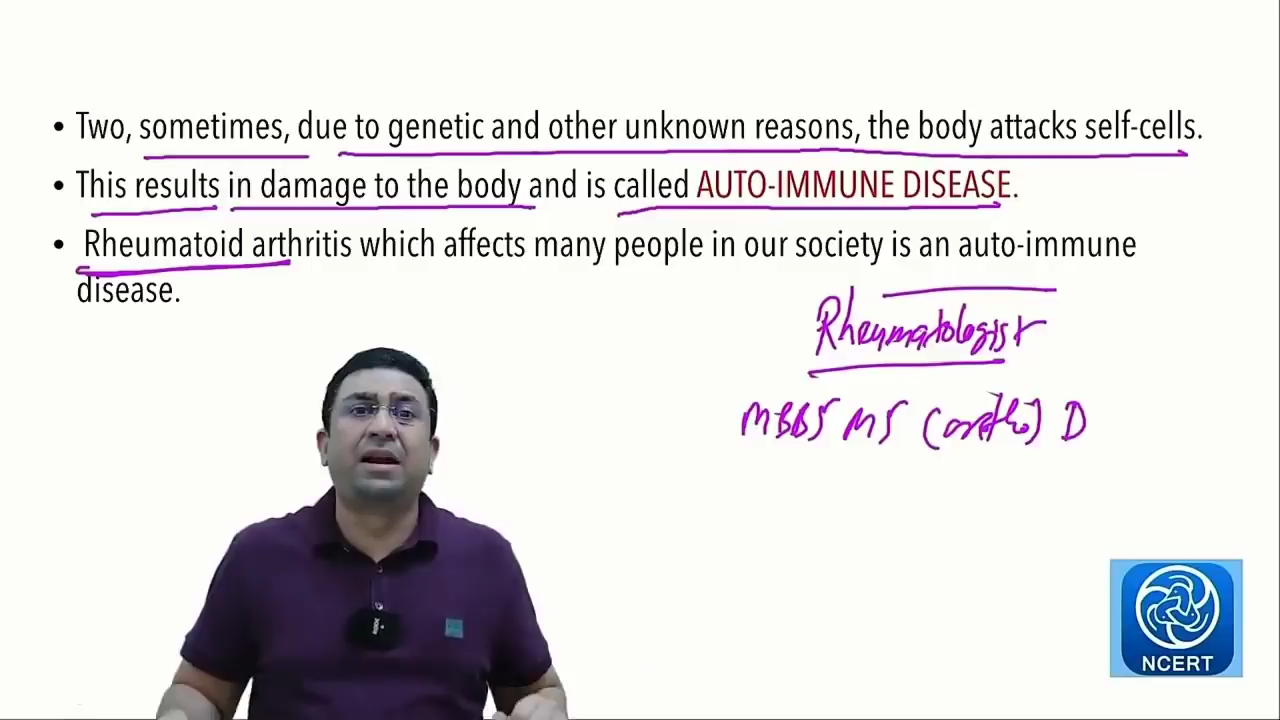 • Two, sometimes, due to genetic and other unknown reasons, the body attacks self-cells.
• This results in damage to the body and is called AUTO-IMMUNE DISEASE.
• Rheumatoid arthritis which affects many people in our society is an auto-immune
disease.
Rheumatologist
MBBS MS (ortho) D
NCERT